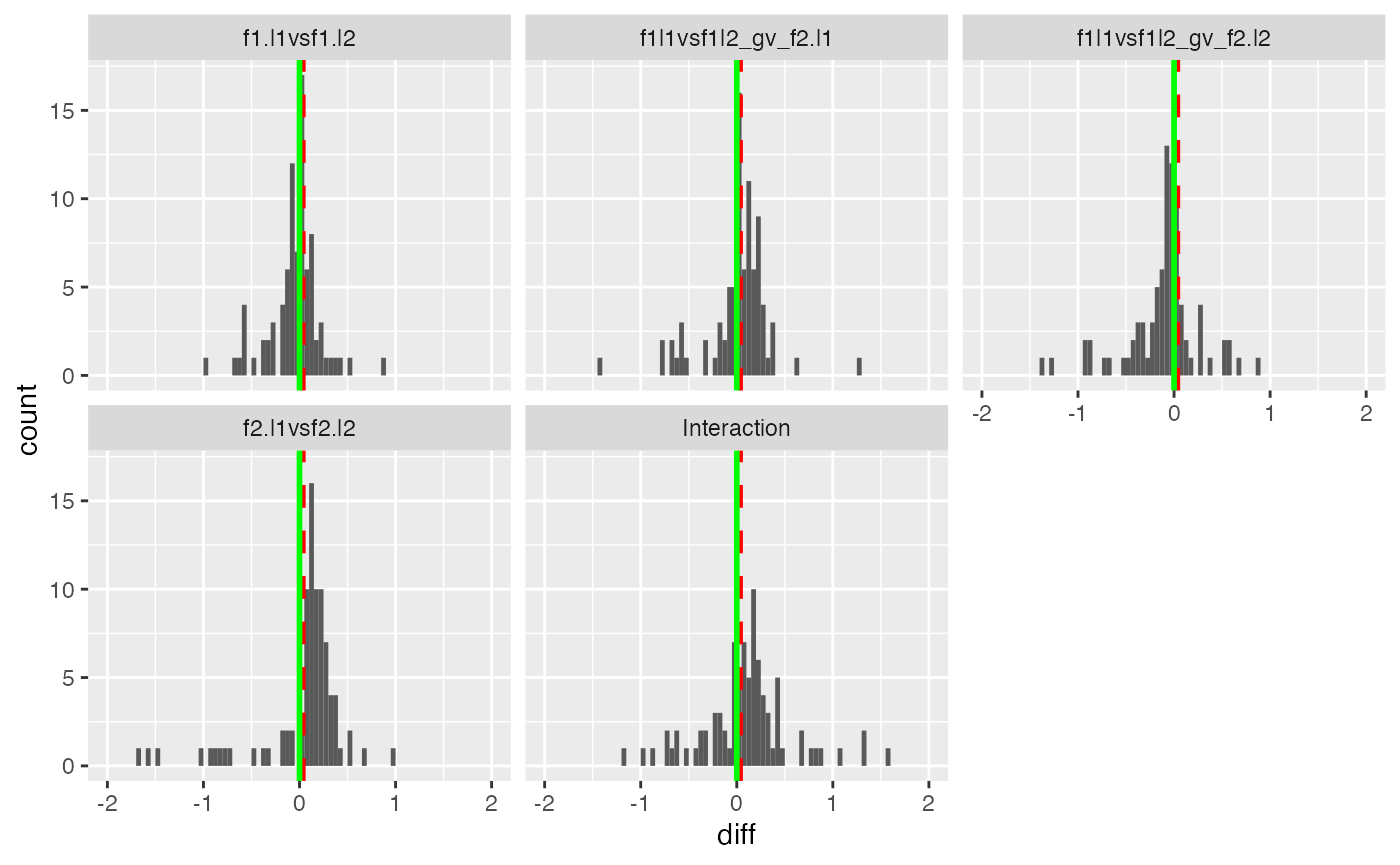 f1.l1vsf1.l2
f1l1vsf1l2_gv_f2.l1
f1l1vsf1l2_gv_f2.l2
15
10
5
0
-2 -1 0 1 2
f2.l1vsf2.l2
Interaction
15
10
5
0
-2 -1 0 1 2
-2 -1 0 1 2
count
diff